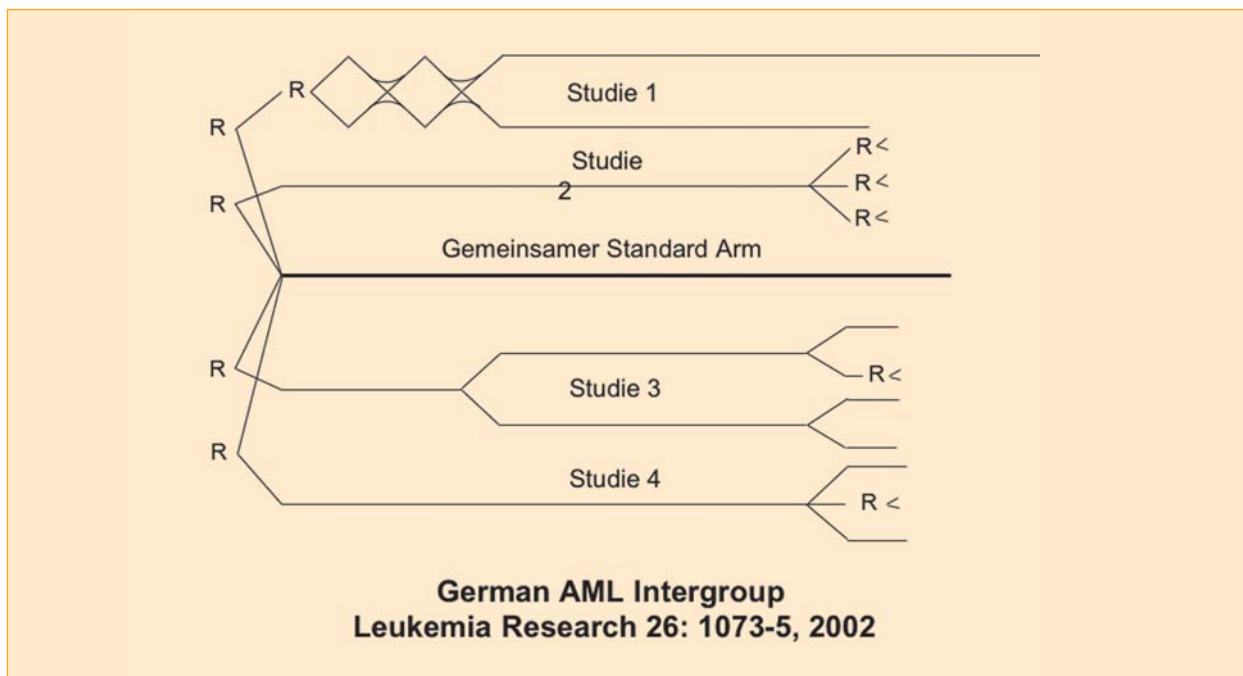 R
Studie 1
R
Studie
2
R <
R <
R <
R
Gemeinsamer Standard Arm
R
Studie 3
R <
R
Studie 4
R <
German AML Intergroup
Leukemia Research 26: 1073-5, 2002